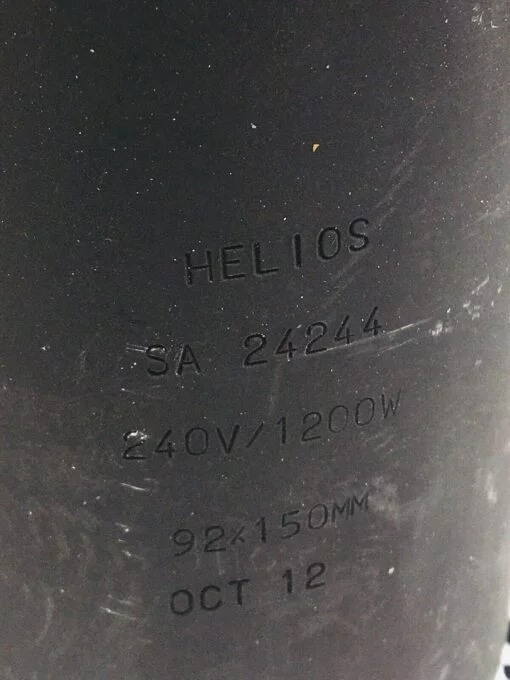 HELIOS
SA 24244
240V/1200W
92x150MM
OCT 12